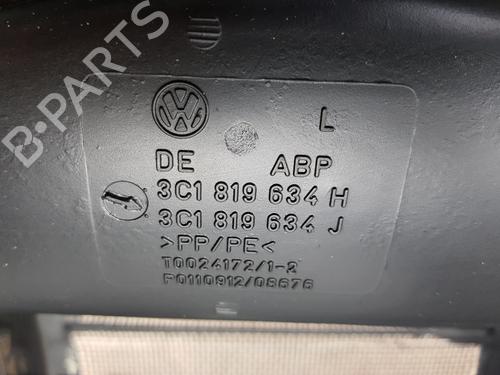 B-PARTS
L
DE ABP
3C1 819 634 H
3C1 819 634 J
>PP/PE<
T0024172/1-2
P0110912/08676